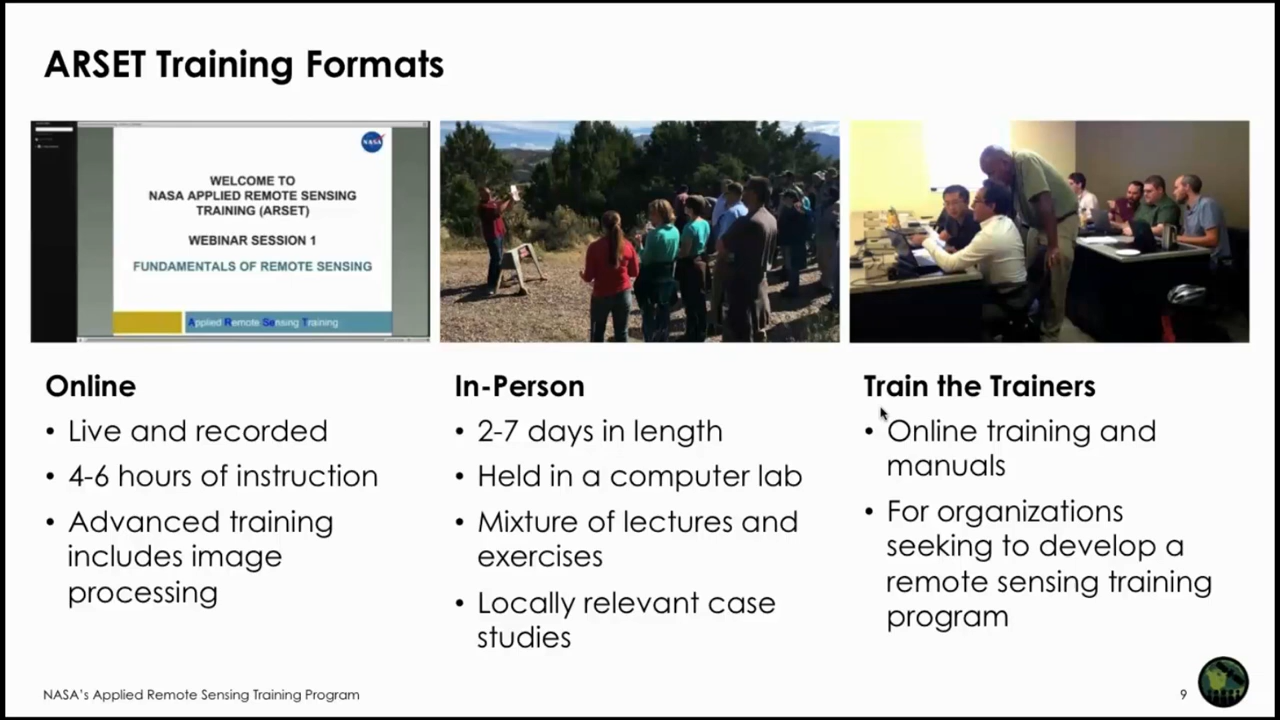 ARSET Training Formats
NASA
WELCOME TO
NASA APPLIED REMOTE SENSING
TRAINING (ARSET)
WEBINAR SESSION 1
FUNDAMENTALS OF REMOTE SENSING
Applied Remote Sensing Training
Online
• Live and recorded
• 4-6 hours of instruction
• Advanced training
includes image
processing
In-Person
• 2-7 days in length
• Held in a computer lab
• Mixture of lectures and
exercises
• Locally relevant case
studies
Train the Trainers
• Online training and
manuals
• For organizations
seeking to develop a
remote sensing training
program
NASA's Applied Remote Sensing Training Program
9